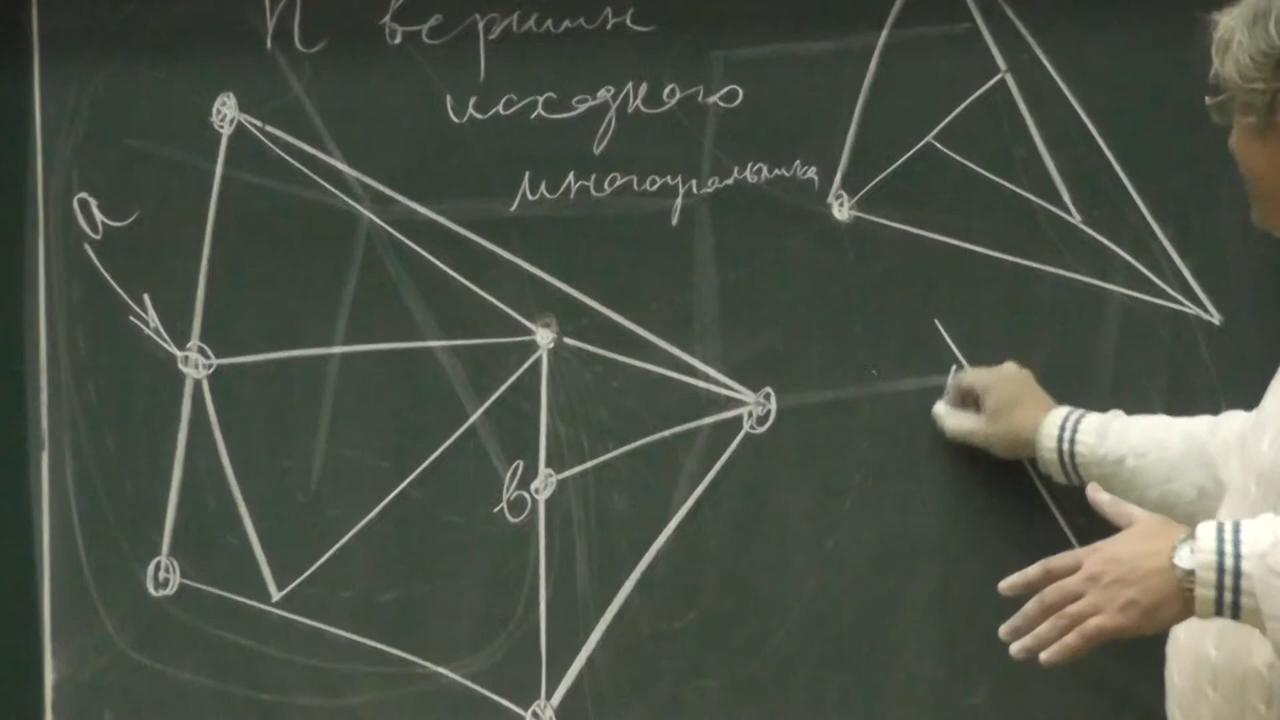 n вершин
исходного
многоугольника
а
в